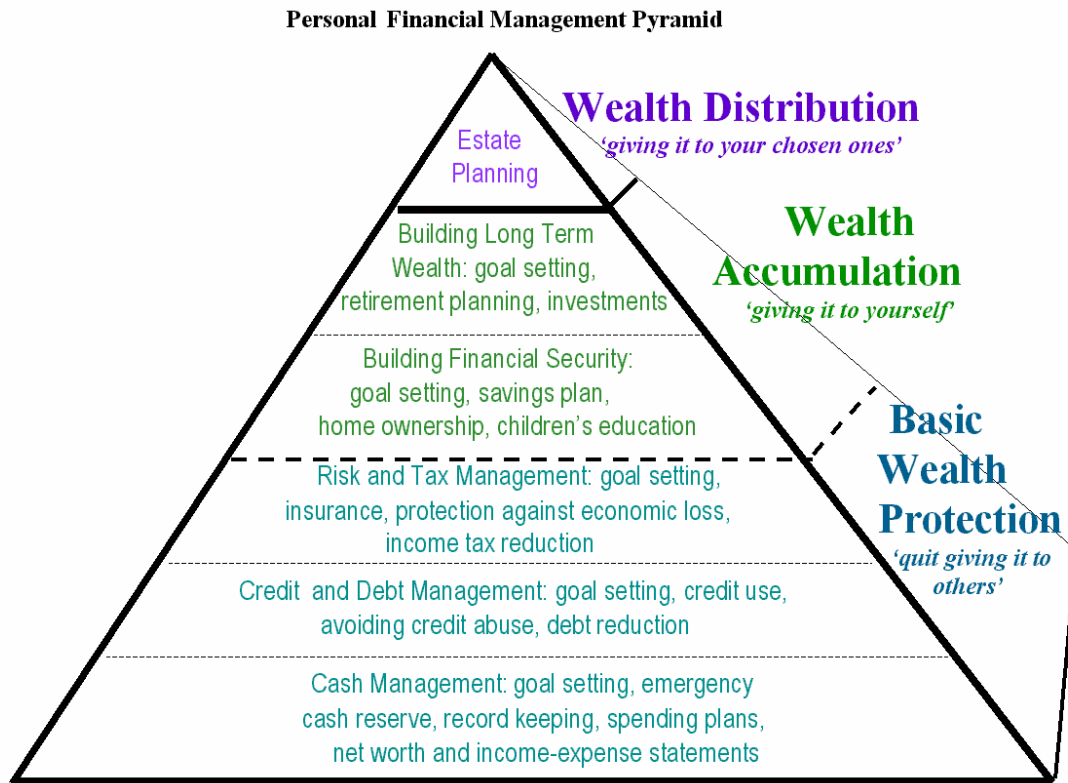 Personal Financial Management Pyramid
Wealth Distribution
‘giving it to your chosen ones’
Estate
Planning
Wealth
Accumulation
‘giving it to yourself’
Building Long Term
Wealth: goal setting,
retirement planning, investments
Building Financial Security:
goal setting, savings plan,
home ownership, children’s education
Basic
Wealth
Protection
‘quit giving it to
others’
Risk and Tax Management: goal setting,
insurance, protection against economic loss,
income tax reduction
Credit and Debt Management: goal setting, credit use,
avoiding credit abuse, debt reduction
Cash Management: goal setting, emergency
cash reserve, record keeping, spending plans,
net worth and income-expense statements